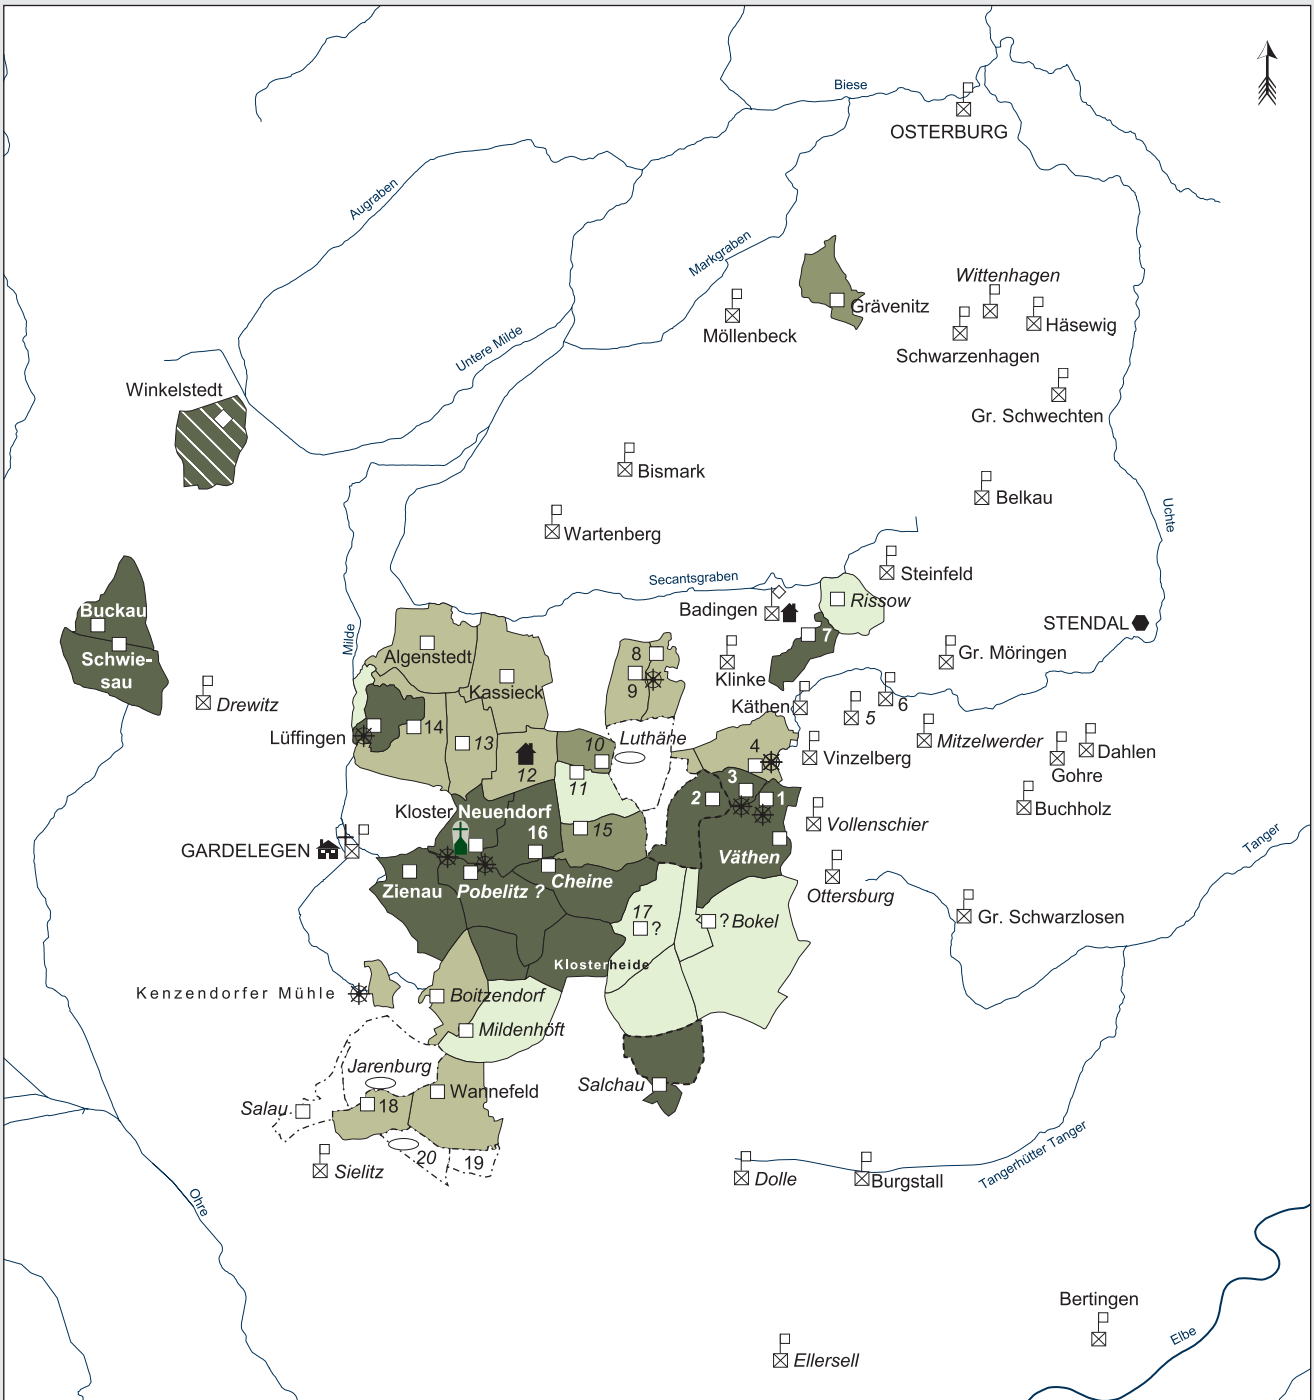 Biese
OSTERBURG
Augraben
Markgraben
Wittenhagen
Grävenitz
Häsewig
Möllenbeck
Untere Milde
Schwarzenhagen
Winkelstedt
Gr. Schwechten
Bismark
Belkau
Uchte
Wartenberg
Steinfeld
Secantsgraben
Rissow
Badingen
Buckau
STENDAL
7
Milde
Algenstedt
8
Gr. Möringen
Schwie-
sau
Klinke
Kassieck
9
Drewitz
Käthen
5
6
14
Lüffingen
13
10
Luthäne
4
Mitzelwerder
Dahlen
Vinzelberg
12
11
3
Gohre
2
1
Buchholz
Kloster Neuendorf
16
15
Vollenschier
Tanger
GARDELEGEN
Väthen
Zienau
Pobelitz ?
Cheine
Ottersburg
17
?
? Bokel
Gr. Schwarzlosen
Klosterheide
Kenzendorfer Mühle
Boitzendorf
Mildenhöft
Jarenburg
Salchau
Wannefeld
Salau
18
Tangerhütter Tanger
20
19
Sielitz
Dolle
Burgstall
Ohre
Bertingen
Elbe
Ellersell